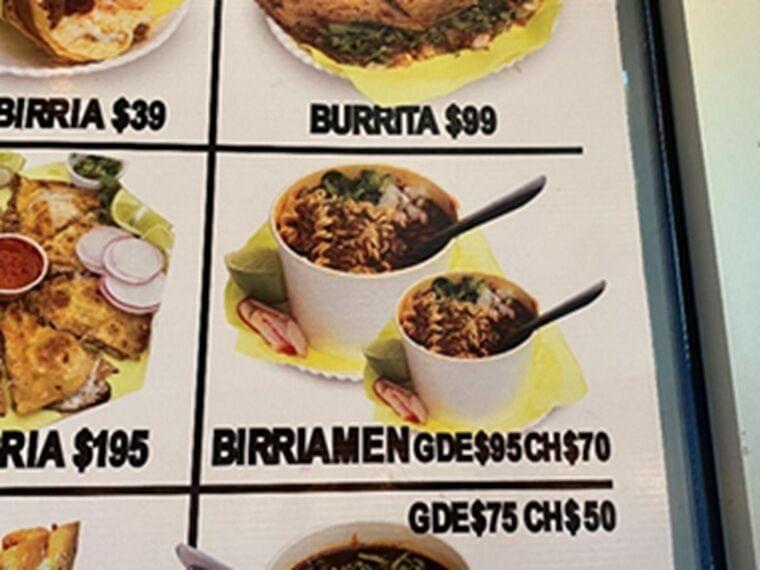 BIRRIA $39
BURRITA $99
RIA $195
BIRRIAMEN GDE$95 CH$70
GDE$75 CH$50